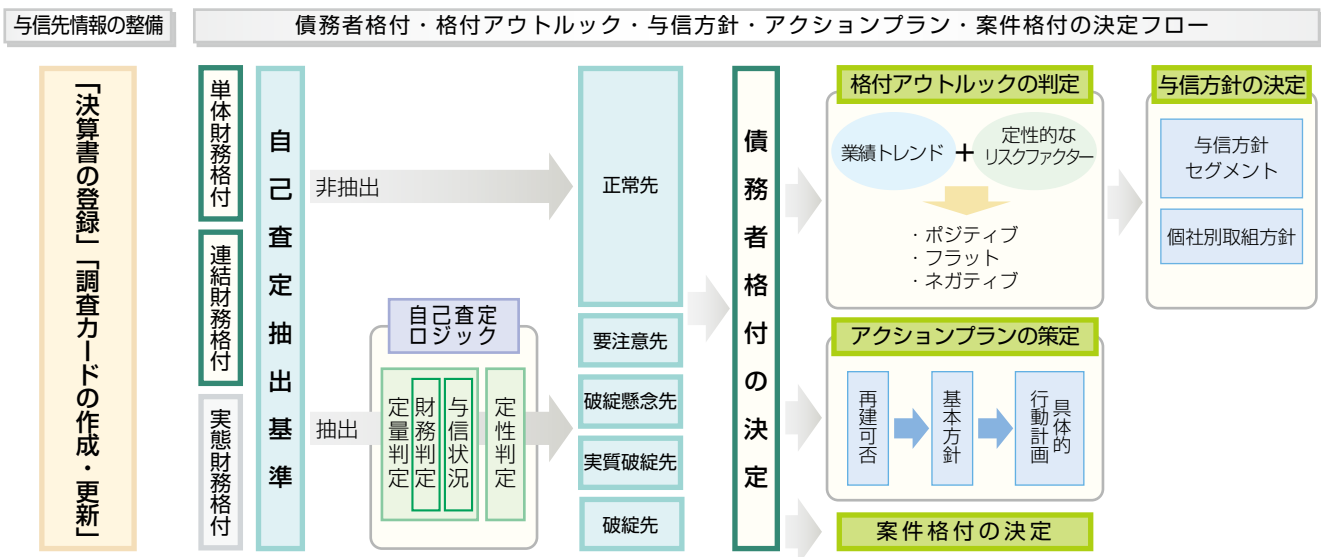 与信先情報の整備
債務者格付・格付アウトルック・与信方針・アクションプラン・案件格付の決定フロー
「決算書の登録」「調査カードの作成・更新」
単体財務格付
連結財務格付
実態財務格付
自己査定抽出基準
非抽出
抽出
自己査定
ロジック
定量判定
財務判定
与信状況
定性判定
正常先
要注意先
破綻懸念先
実質破綻先
破綻先
債務者格付の決定
格付アウトルックの判定
業績トレンド
+
定性的な
リスクファクター
・ポジティブ
・フラット
・ネガティブ
与信方針の決定
与信方針
セグメント
個社別取組方針
アクションプランの策定
再建可否
基本方針
具体的
行動計画
案件格付の決定